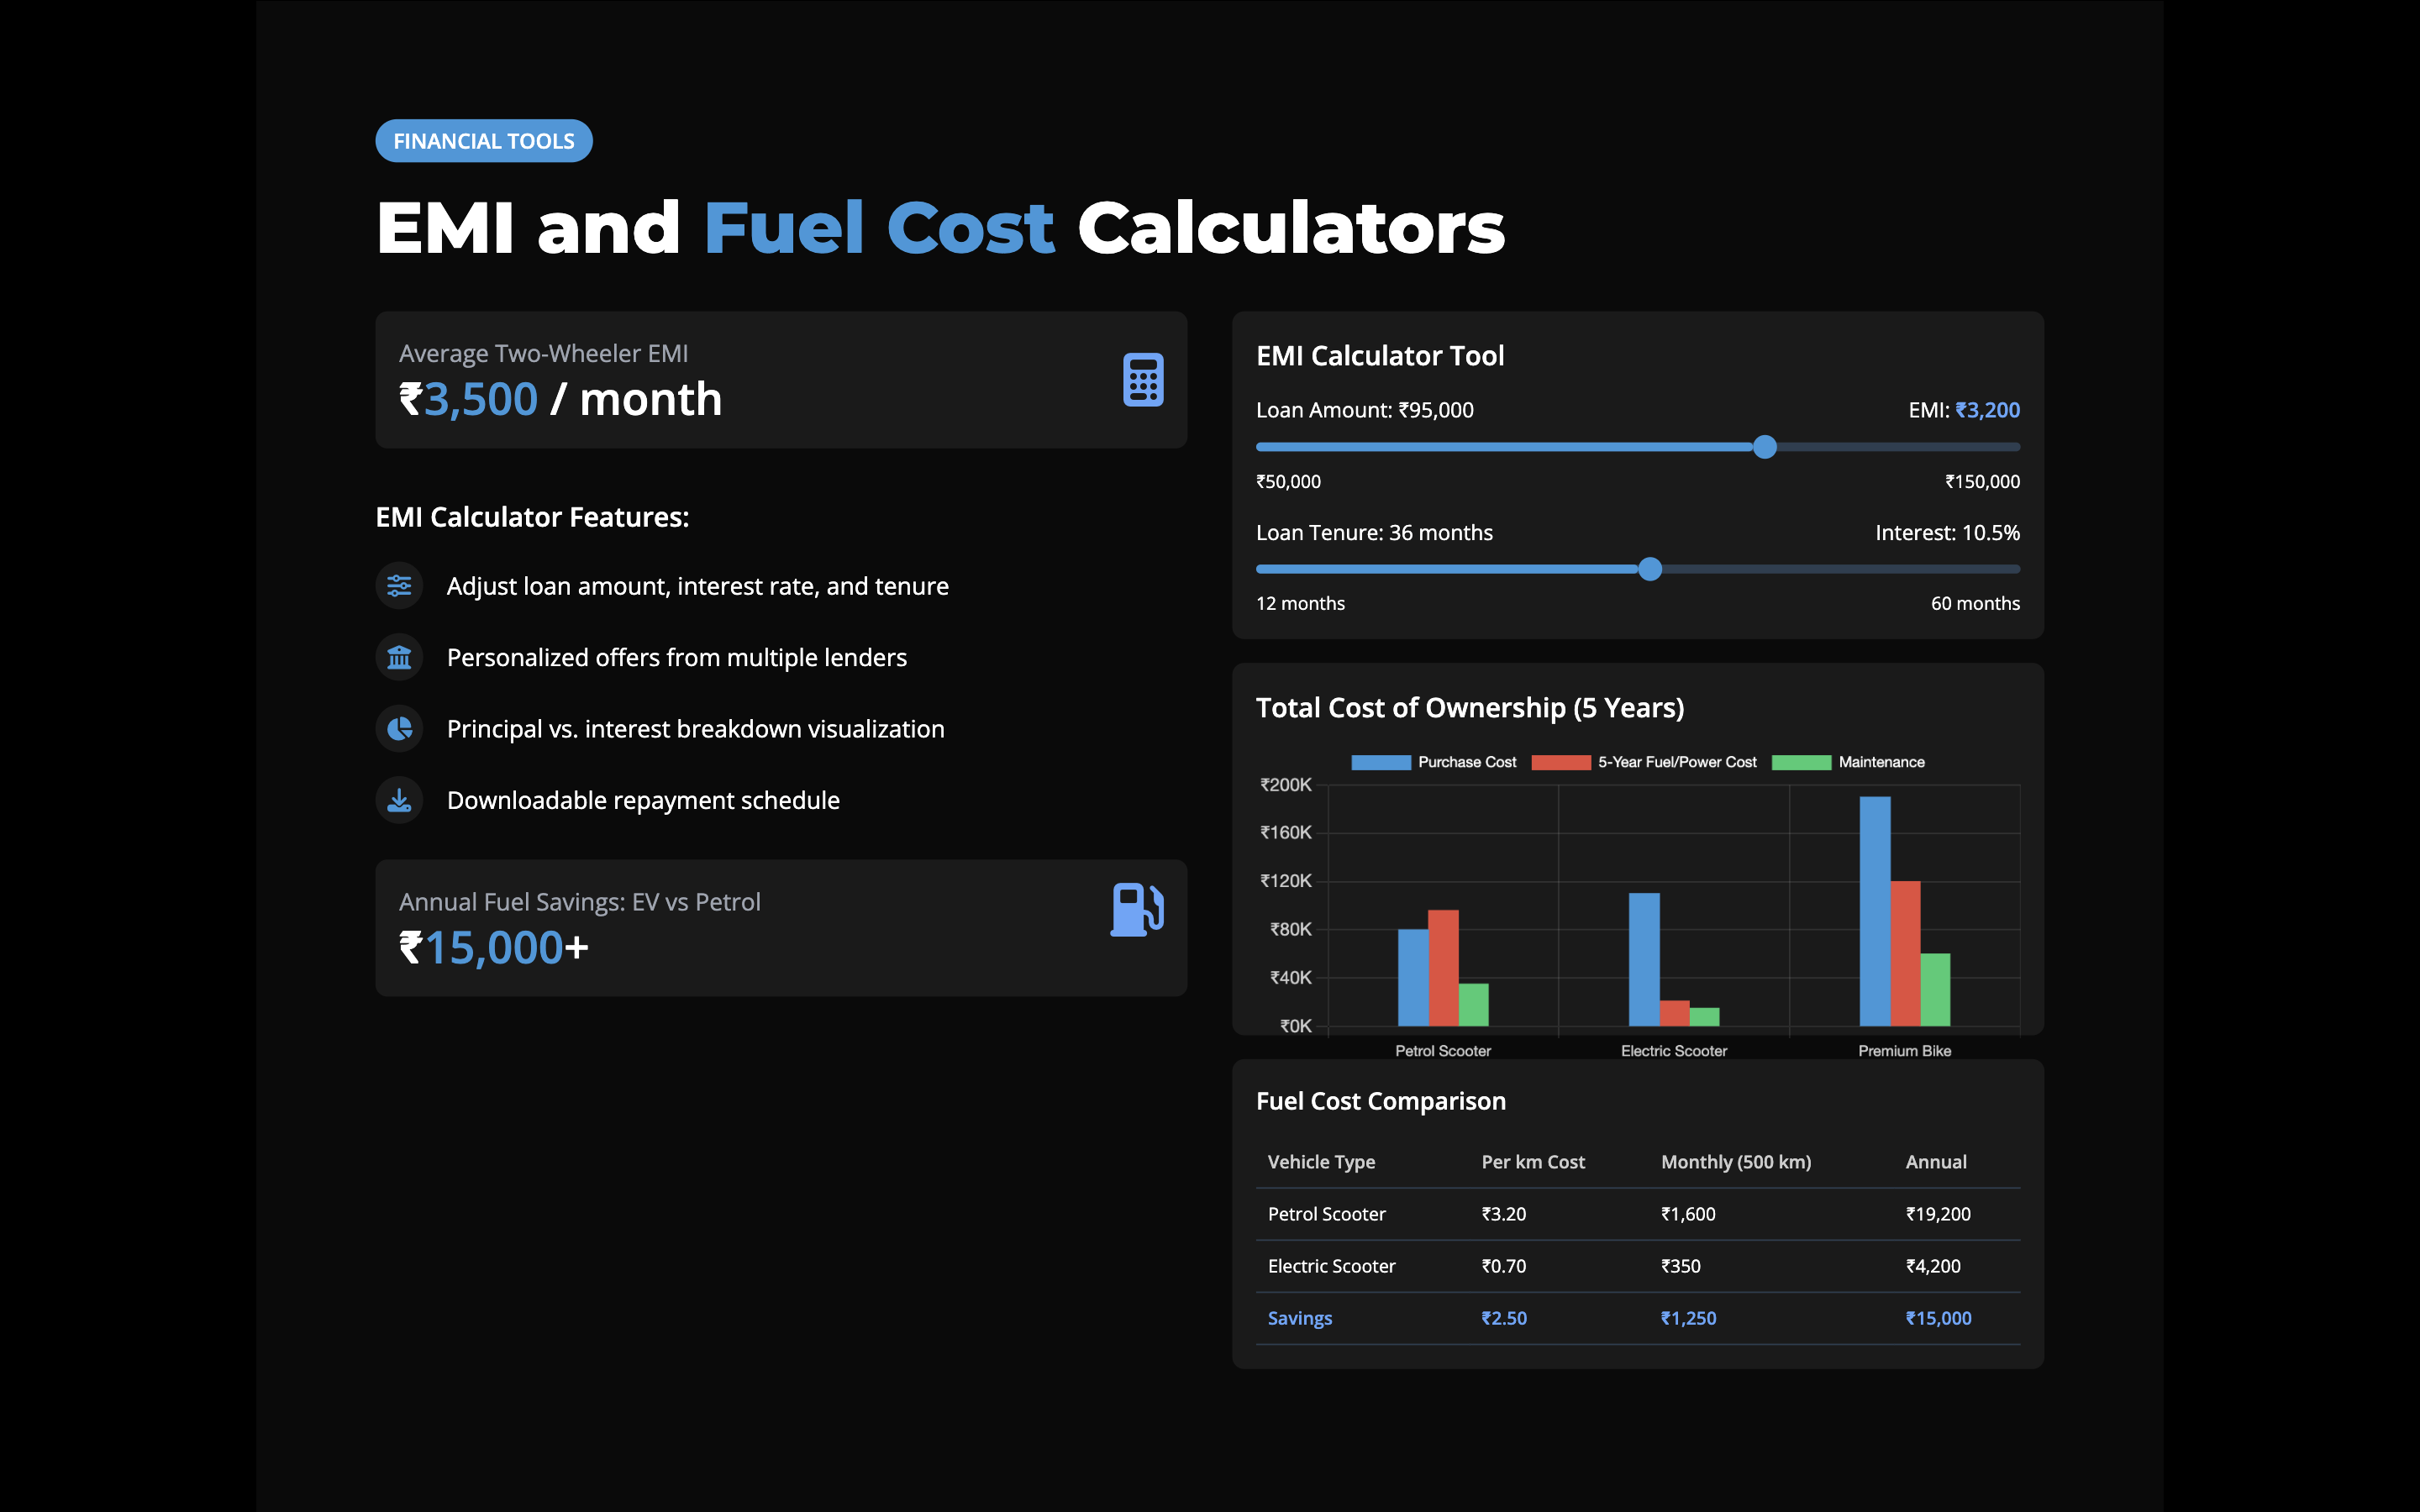 FINANCIAL TOOLS
EMI and Fuel Cost Calculators
Average Two-Wheeler EMI
₹3,500 / month
EMI Calculator Features:
Adjust loan amount, interest rate, and tenure
Personalized offers from multiple lenders
Principal vs. interest breakdown visualization
Downloadable repayment schedule
Annual Fuel Savings: EV vs Petrol
₹15,000+
EMI Calculator Tool
Loan Amount: ₹95,000 EMI: ₹3,200
₹50,000 ₹150,000
Loan Tenure: 36 months Interest: 10.5%
12 months 60 months
Total Cost of Ownership (5 Years)
Purchase Cost 5-Year Fuel/Power Cost Maintenance
₹200K
₹160K
₹120K
₹80K
₹40K
₹0K
Petrol Scooter Electric Scooter Premium Bike
Fuel Cost Comparison
Vehicle Type Per km Cost Monthly (500 km) Annual
Petrol Scooter ₹3.20 ₹1,600 ₹19,200
Electric Scooter ₹0.70 ₹350 ₹4,200
Savings ₹2.50 ₹1,250 ₹15,000